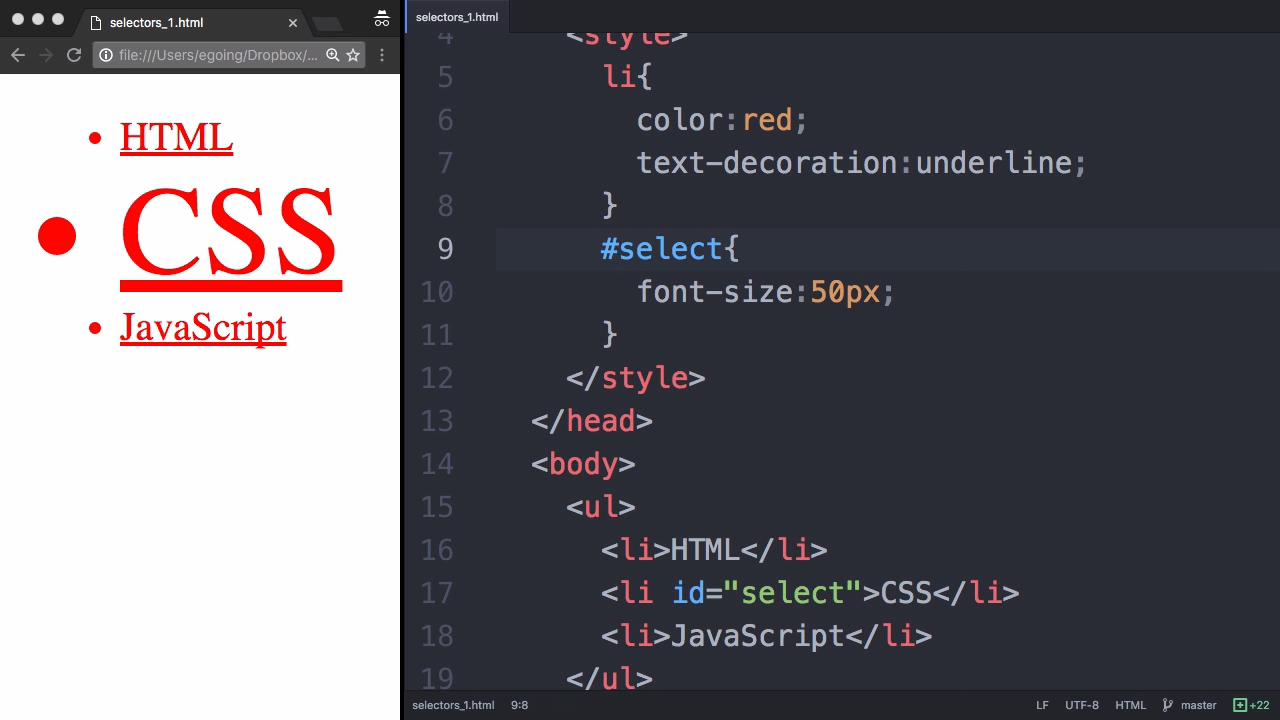 selectors_1.html
file:///Users/egoing/Dropbox/...
HTML
CSS
JavaScript
selectors_1.html
4 <style>
5 li{
6 color:red;
7 text-decoration:underline;
8 }
9 #select{
10 font-size:50px;
11 }
12 </style>
13 </head>
14 <body>
15 <ul>
16 <li>HTML</li>
17 <li id="select">CSS</li>
18 <li>JavaScript</li>
19 </ul>
selectors_1.html 9:8 LF UTF-8 HTML master +22